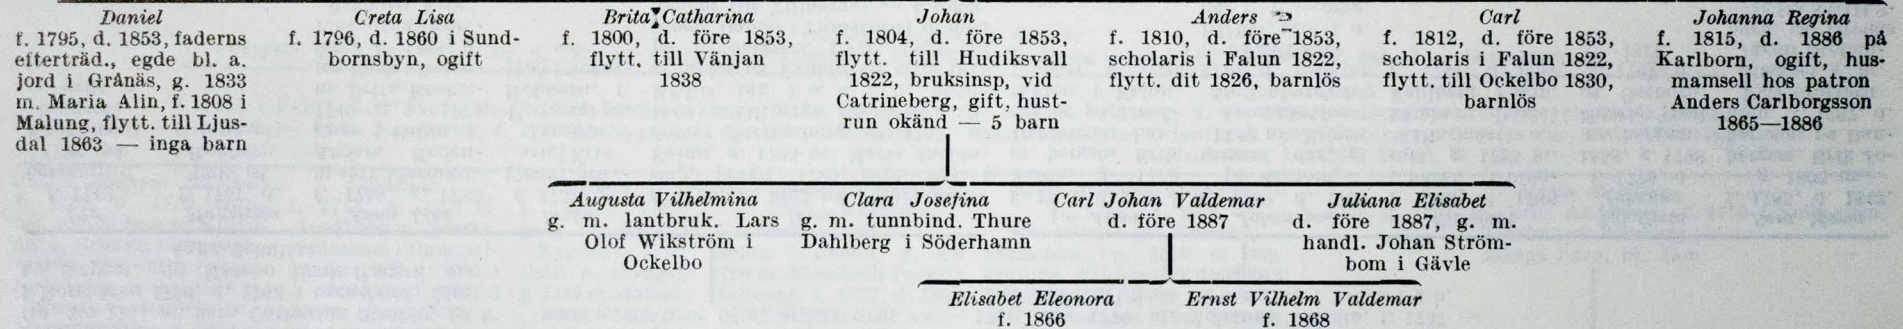 Daniel
f. 1795, d. 1853, faderns
efterträd., egde bl. a.
jord i Grånäs, g. 1833
m. Maria Alin, f. 1808 i
Malung, flytt. till Ljus-
dal 1863 — inga barn
Creta Lisa
f. 1796, d. 1860 i Sund-
bornsbyn, ogift
Brita Catharina
f. 1800, d. före 1853,
flytt. till Vänjan
1838
Johan
f. 1804, d. före 1853,
flytt. till Hudiksvall
1822, bruksinsp. vid
Catrineberg, gift, hust-
run okänd — 5 barn
Anders
f. 1810, d. före 1853,
scholaris i Falun 1822,
flytt. dit 1826, barnlös
Carl
f. 1812, d. före 1853,
scholaris i Falun 1822,
flytt. till Ockelbo 1830,
barnlös
Johanna Regina
f. 1815, d. 1886 på
Karlborn, ogift, hus-
mamsell hos patron
Anders Carlborgsson
1865—1886
Augusta Vilhelmina
g. m. lantbruk. Lars
Olof Wikström i
Ockelbo
Clara Josefina
g. m. tunnbind. Thure
Dahlberg i Söderhamn
Carl Johan Valdemar
d. före 1887
Juliana Elisabet
d. före 1887, g. m.
handl. Johan Ström-
bom i Gävle
Elisabet Eleonora
f. 1866
Ernst Vilhelm Valdemar
f. 1868